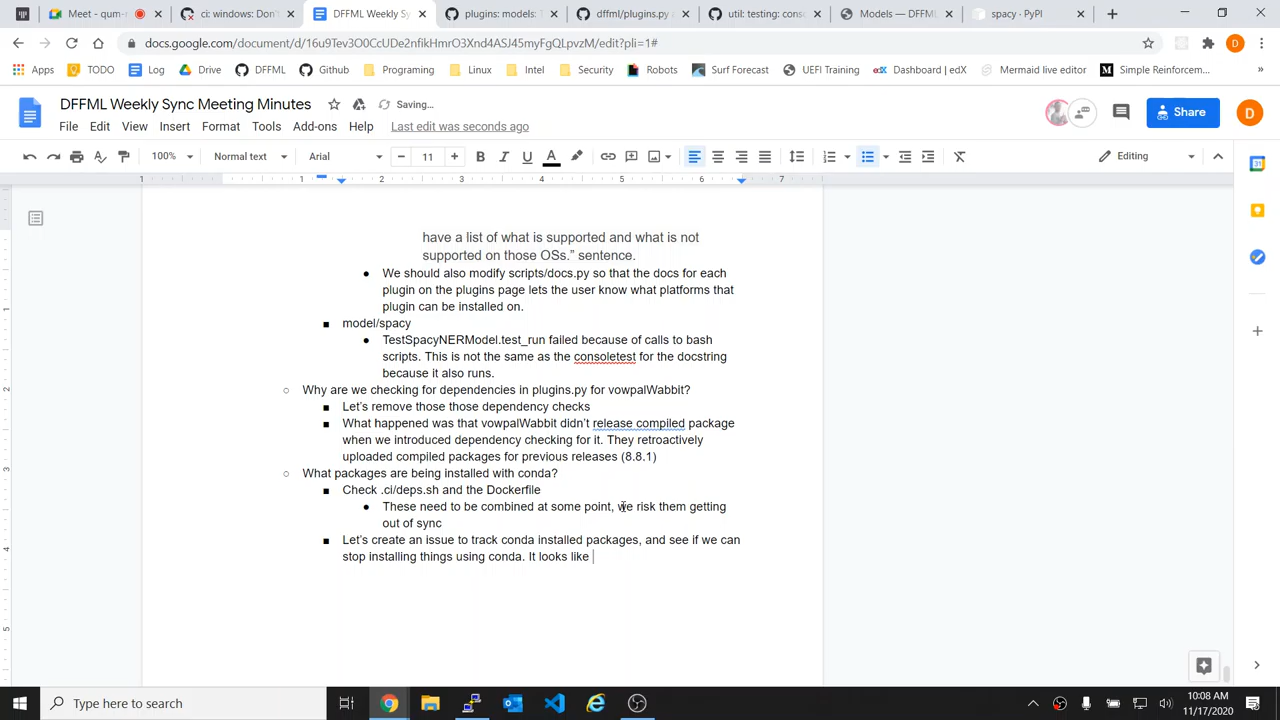 Meet - qum-r
ci: windows: Don't
DFFML Weekly Sy
plugins: models: T
dffml/plugins.py
util: testing: cons
Models — DFFML
spacy · PyPI
docs.google.com/document/d/16u9Tev3O0CcUDe2nfikHmrO3Xnd4ASJ45myFgQLpvzM/edit?pli=1#
D
Apps TODO Log Drive DFFML Github Programing Linux Intel Security Robots Surf Forecast UEFI Training Dashboard | edX Mermaid live editor Simple Reinforcem...
DFFML Weekly Sync Meeting Minutes Saving...
Share
D
File Edit View Insert Format Tools Add-ons Help Last edit was seconds ago
100% Normal text Arial 11 Editing
1 1 2 3 4 5 6 7
have a list of what is supported and what is not
supported on those OSs.” sentence.
● We should also modify scripts/docs.py so that the docs for each
plugin on the plugins page lets the user know what platforms that
plugin can be installed on.
■ model/spacy
● TestSpacyNERModel.test_run failed because of calls to bash
scripts. This is not the same as the consoletest for the docstring
because it also runs.
○ Why are we checking for dependencies in plugins.py for vowpalWabbit?
■ Let’s remove those those dependency checks
■ What happened was that vowpalWabbit didn’t release compiled package
when we introduced dependency checking for it. They retroactively
uploaded compiled packages for previous releases (8.8.1)
○ What packages are being installed with conda?
■ Check .ci/deps.sh and the Dockerfile
● These need to be combined at some point, we risk them getting
out of sync
■ Let’s create an issue to track conda installed packages, and see if we can
stop installing things using conda. It looks like
1
2
3
4
5
Type here to search
10:08 AM
11/17/2020